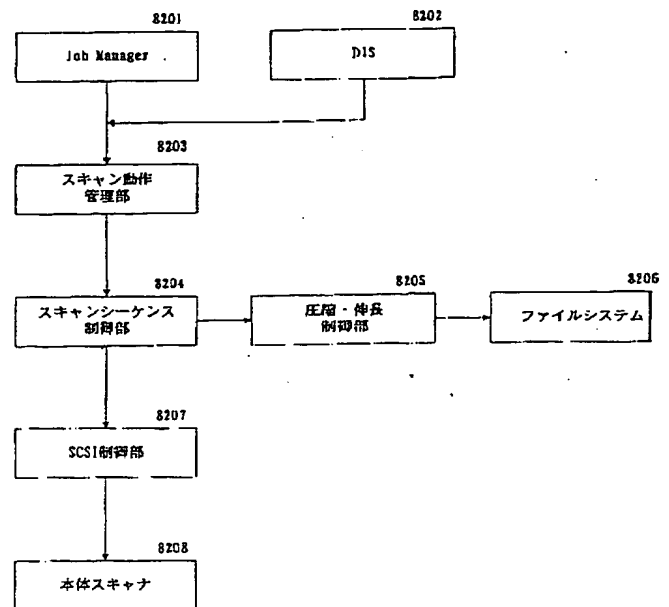 8201
Job Manager
8202
DIS
8203
スキャン動作
管理部
8204
スキャンシーケンス
制御部
8205
圧縮・伸長
制御部
8206
ファイルシステム
8207
SCSI制御部
8208
本体スキャナ